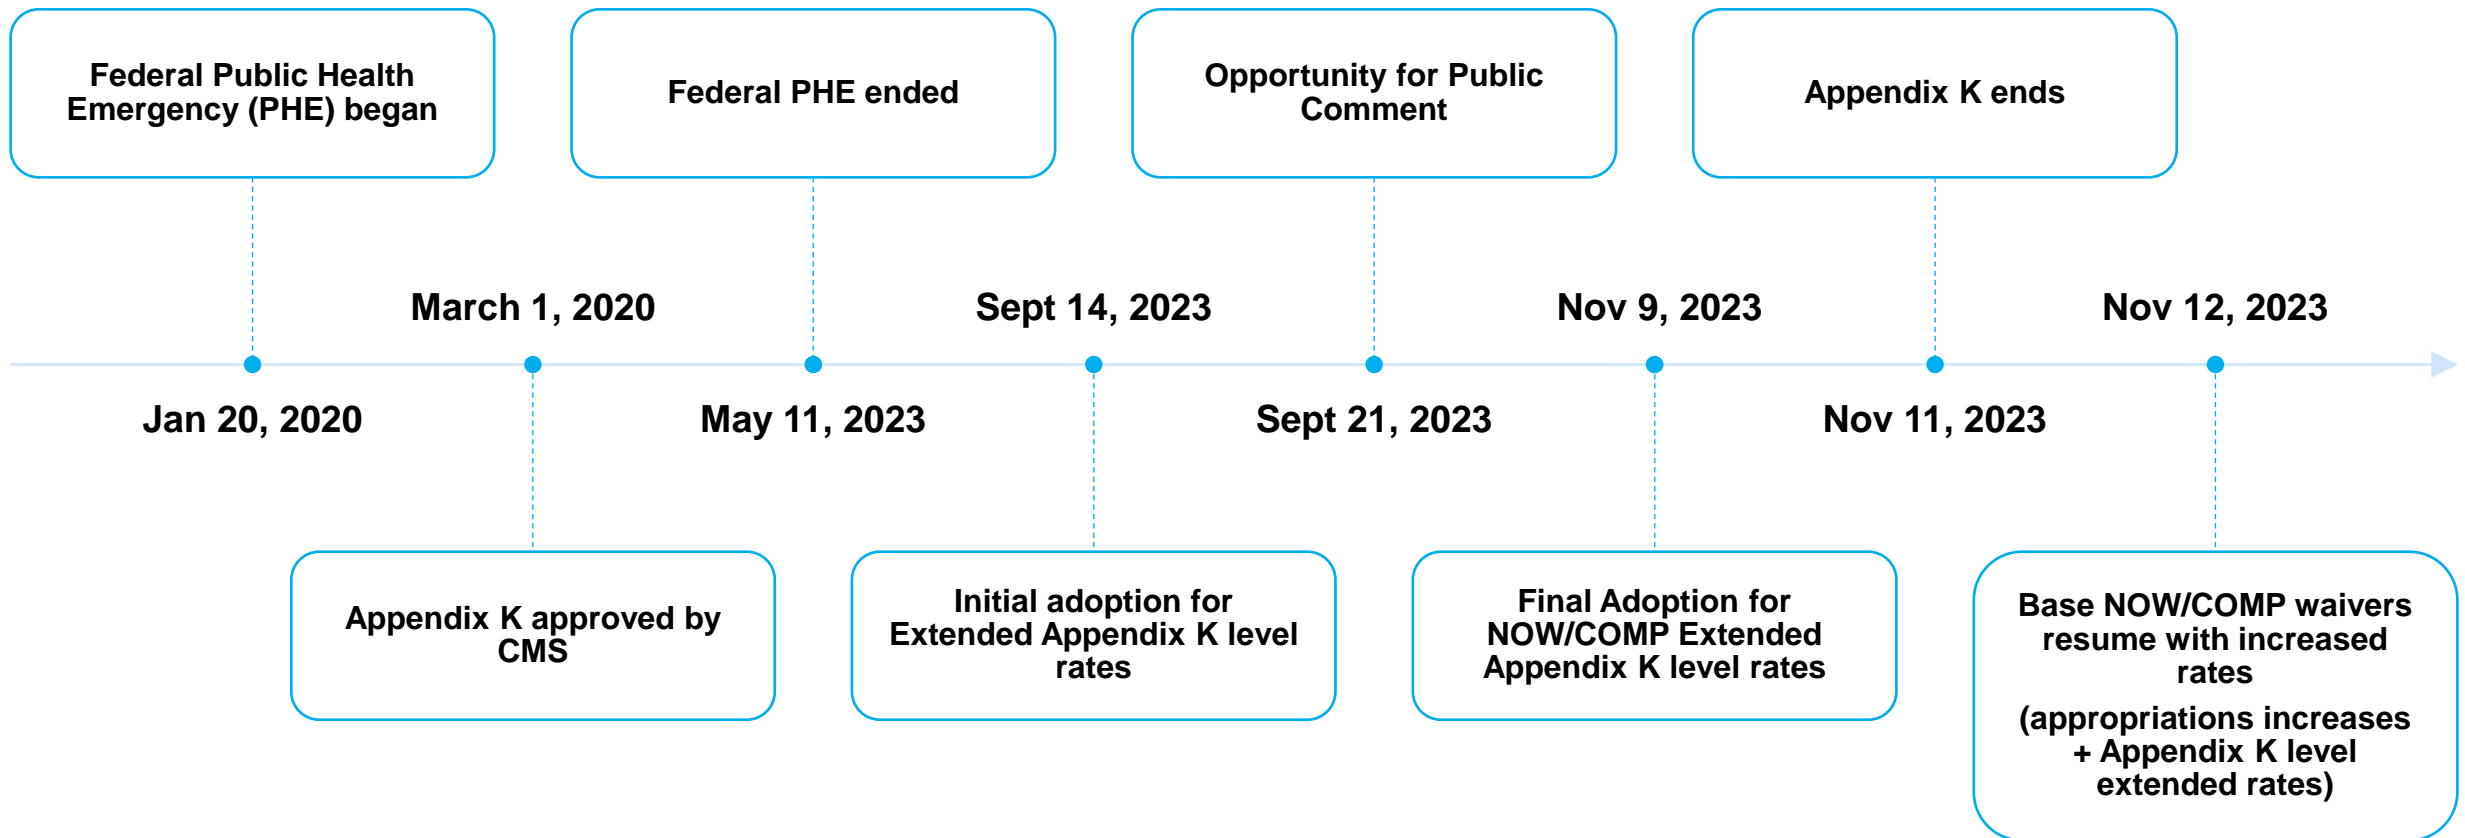 Federal Public Health
Emergency (PHE) began
Federal PHE ended
Opportunity for Public
Comment
Appendix K ends
March 1, 2020
Sept 14, 2023
Nov 9, 2023
Nov 12, 2023
Jan 20, 2020
May 11, 2023
Sept 21, 2023
Nov 11, 2023
Appendix K approved by
CMS
Initial adoption for
Extended Appendix K level
rates
Final Adoption for
NOW/COMP Extended
Appendix K level rates
Base NOW/COMP waivers
resume with increased
rates
(appropriations increases
+ Appendix K level
extended rates)